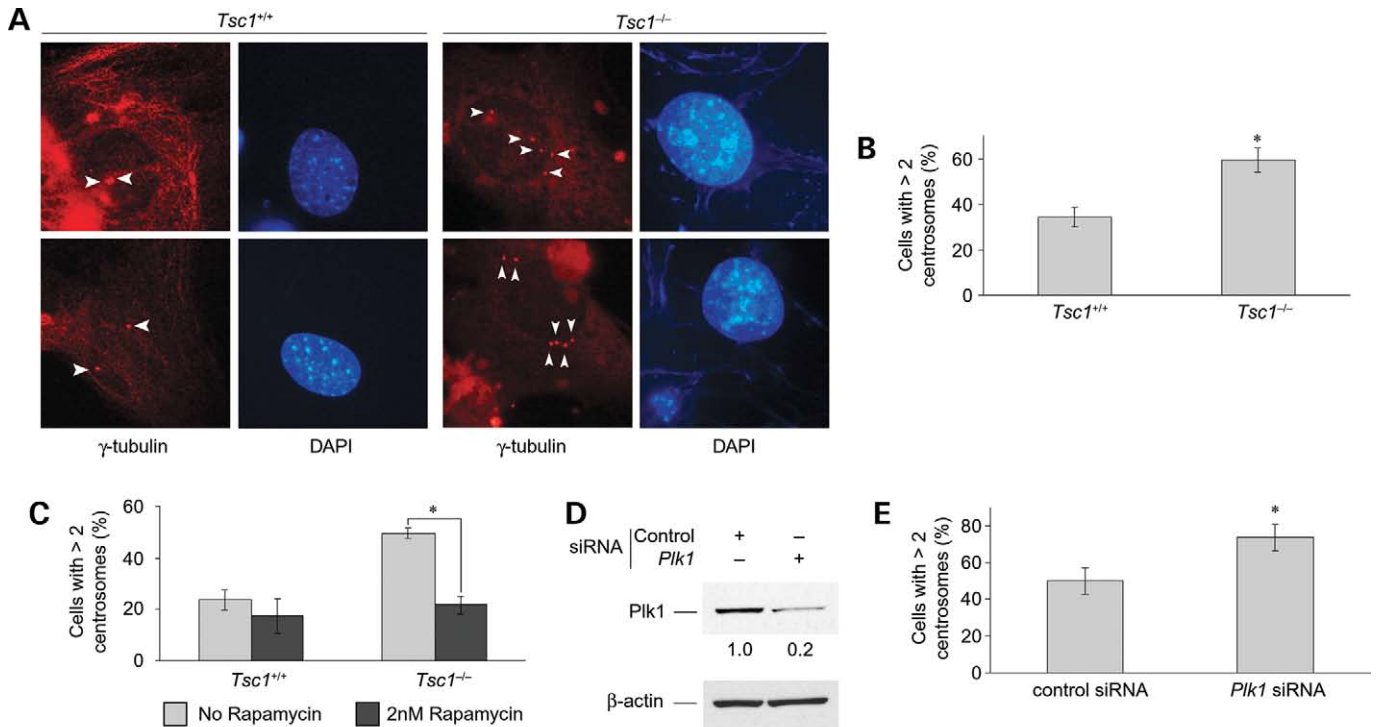 A
Tsc1+/+
Tsc1–/–
γ-tubulin
DAPI
γ-tubulin
DAPI
B
Cells with > 2
centrosomes (%)
60
40
20
0
Tsc1+/+
Tsc1–/–
*
C
Cells with > 2
centrosomes (%)
60
40
20
0
*
Tsc1+/+
Tsc1–/–
No Rapamycin
2nM Rapamycin
D
siRNA
Control + –
Plk1 – +
Plk1
1.0 0.2
β-actin
E
Cells with > 2
centrosomes (%)
80
60
40
20
0
*
control siRNA
Plk1 siRNA